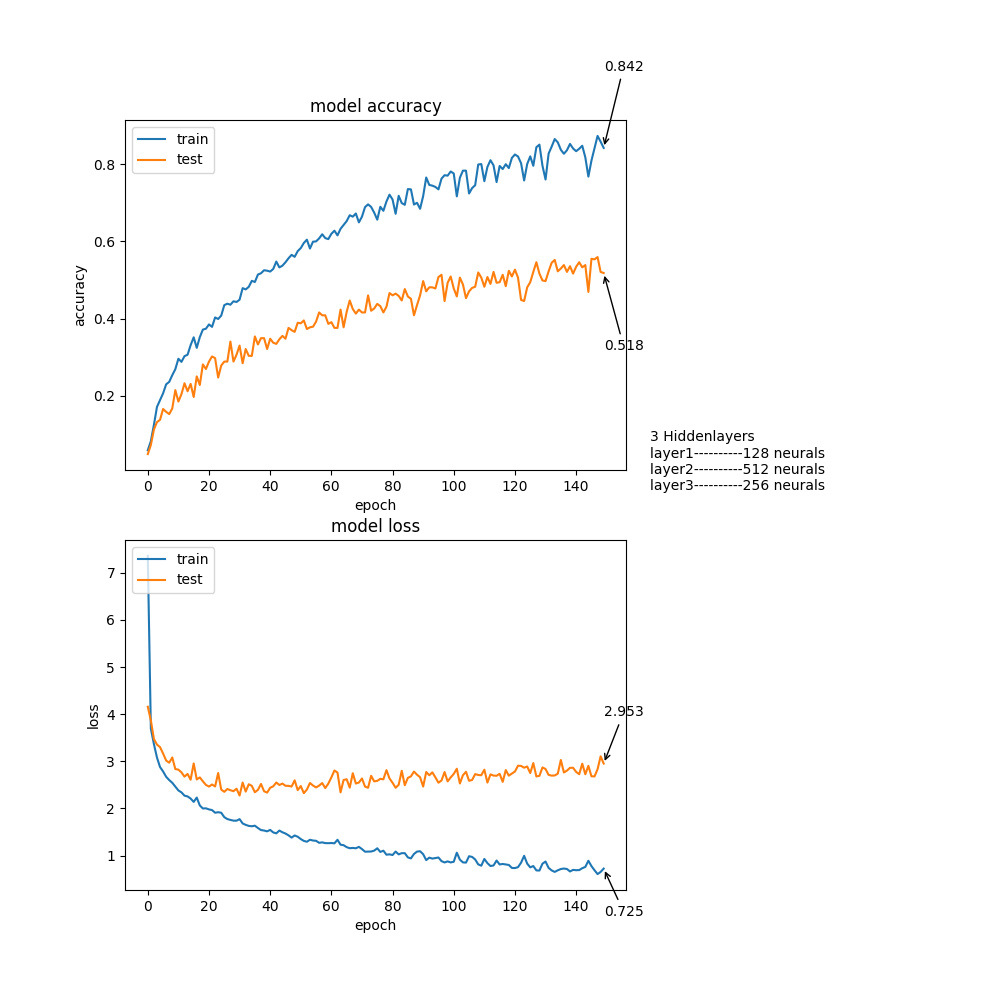 0.842
model accuracy
train
test
0.8
0.6
0.4
0.2
accuracy
0.518
0 20 40 60 80 100 120 140
epoch
3 Hiddenlayers
layer1----------128 neurals
layer2----------512 neurals
layer3----------256 neurals
model loss
train
test
7
6
5
4
3
2
1
loss
2.953
0 20 40 60 80 100 120 140
epoch
0.725